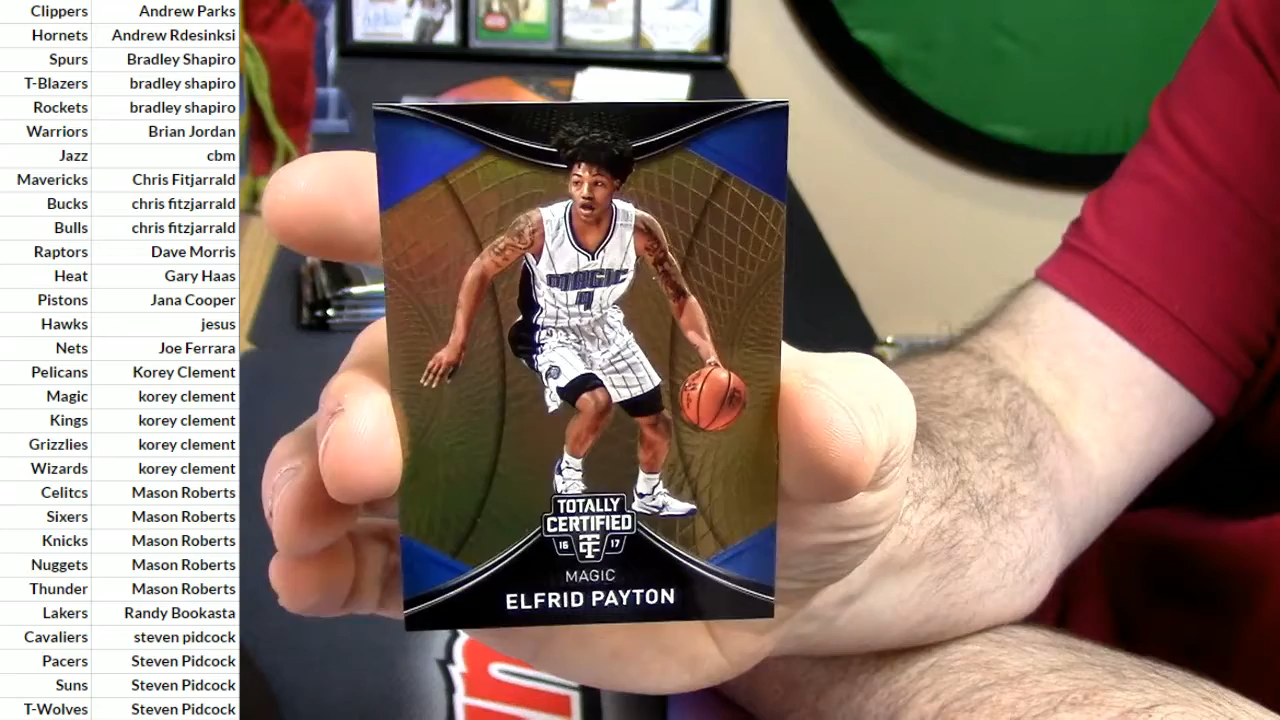 Clippers Andrew Parks
Hornets Andrew Rdesinksi
Spurs Bradley Shapiro
T-Blazers bradley shapiro
Rockets bradley shapiro
Warriors Brian Jordan
Jazz cbm
Mavericks Chris Fitjarrald
Bucks chris fitzjarrald
Bulls chris fitzjarrald
Raptors Dave Morris
Heat Gary Haas
Pistons Jana Cooper
Hawks jesus
Nets Joe Ferrara
Pelicans Korey Clement
Magic korey clement
Kings korey clement
Grizzlies korey clement
Wizards korey clement
Celitcs Mason Roberts
Sixers Mason Roberts
Knicks Mason Roberts
Nuggets Mason Roberts
Thunder Mason Roberts
Lakers Randy Bookasta
Cavaliers steven pidcock
Pacers Steven Pidcock
Suns Steven Pidcock
T-Wolves Steven Pidcock
MAGIC
4
TOTALLY
CERTIFIED
16 TC 17
MAGIC
ELFRID PAYTON